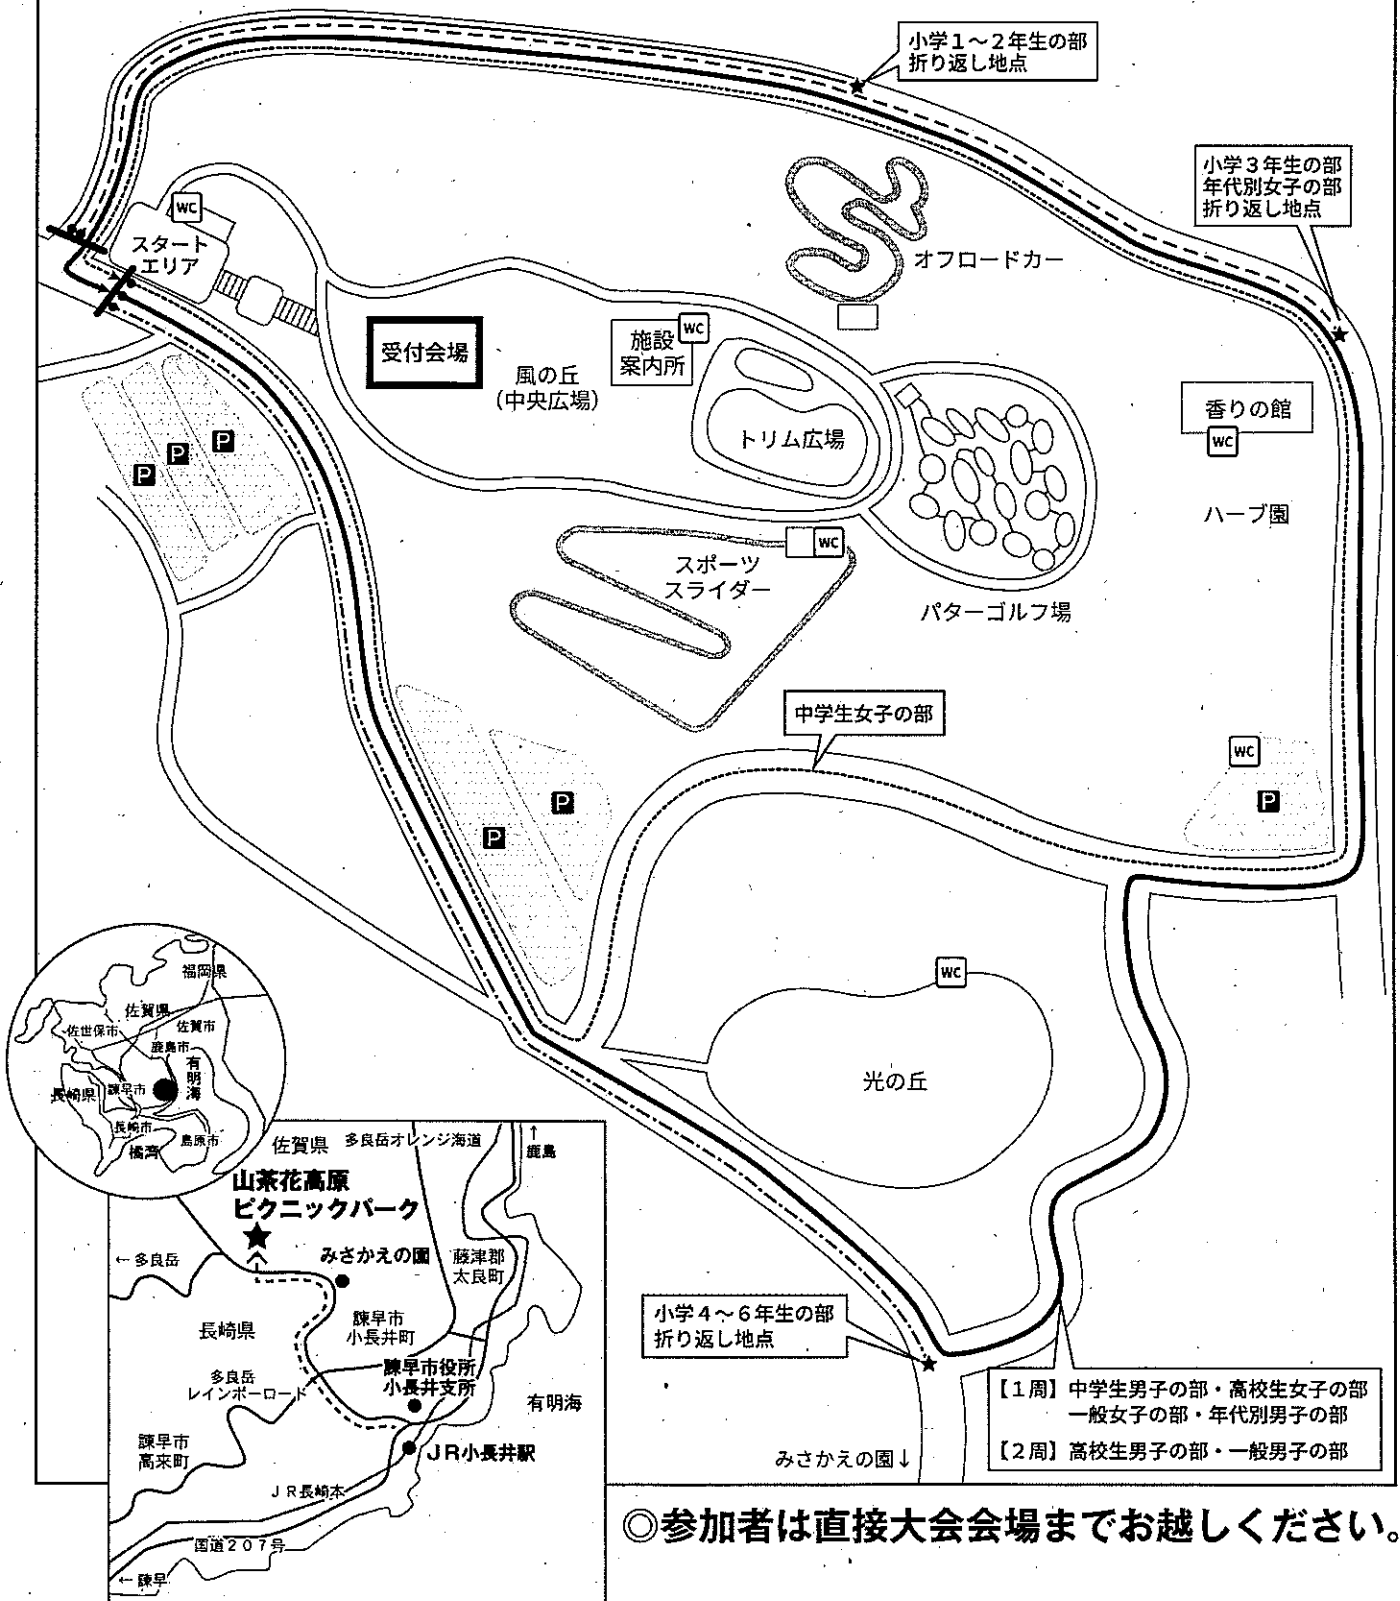 小学１～２年生の部
折り返し地点
小学３年生の部
年代別女子の部
折り返し地点
WC
スタート
エリア
オフロードカー
受付会場
施設
案内所
WC
風の丘
（中央広場）
トリム広場
香りの館
WC
P
P
P
ハーブ園
スポーツ
スライダー
WC
パターゴルフ場
中学生女子の部
WC
P
P
P
WC
光の丘
福岡県
佐賀県
佐世保市
佐賀市
鹿島市
有明海
長崎県
諫早市
長崎市
島原市
橘湾
佐賀県
多良岳オレンジ海道
↑
鹿島
山茶花高原
ピクニックパーク
←多良岳
みさかえの園
藤津郡
太良町
諫早市
小長井町
長崎県
諫早市役所
小長井支所
多良岳
レインボーロード
有明海
諫早市
高来町
ＪＲ小長井駅
ＪＲ長崎本
国道２０７号
←諫早
小学４～６年生の部
折り返し地点
【１周】中学生男子の部・高校生女子の部
一般女子の部・年代別男子の部
【２周】高校生男子の部・一般男子の部
みさかえの園↓
◎参加者は直接大会会場までお越しください。